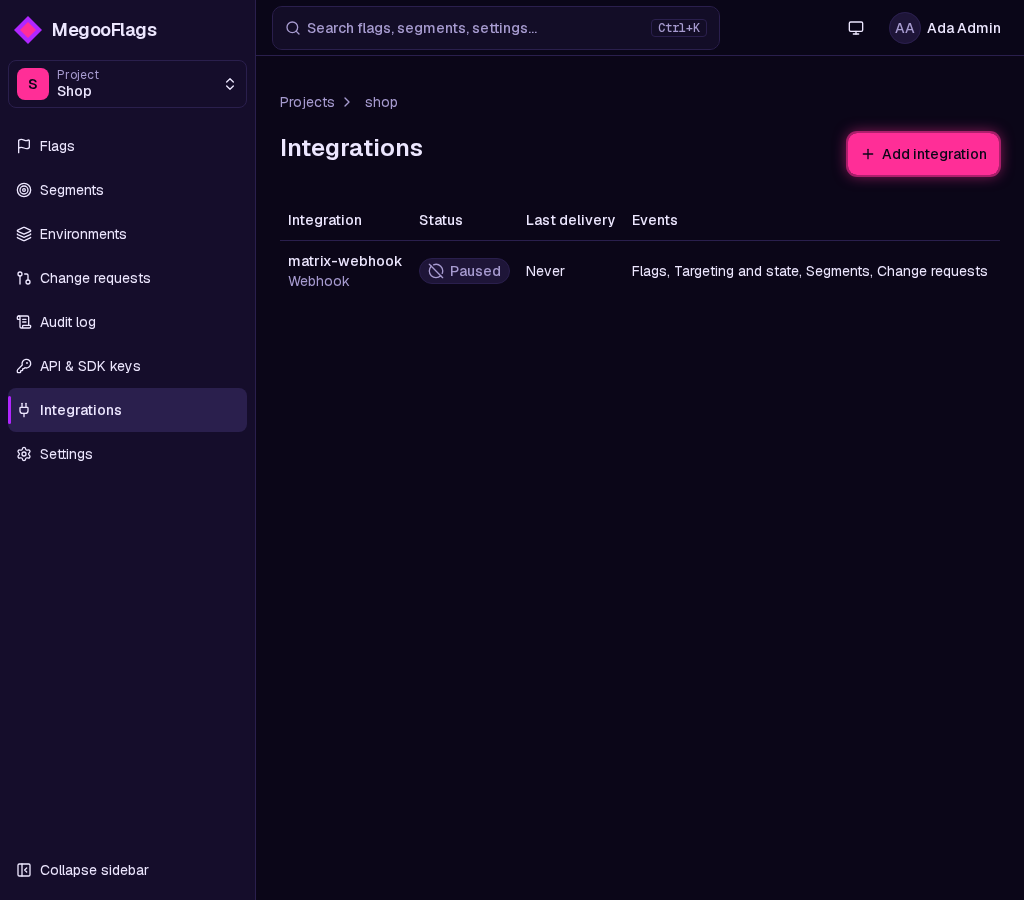 MegooFlags
Search flags, segments, settings...
Ctrl+K
AA
Ada Admin
S
Project
Shop
Flags
Segments
Environments
Change requests
Audit log
API & SDK keys
Integrations
Settings
Collapse sidebar
Projects
shop
Integrations
Add integration
Integration Status Last delivery Events
matrix-webhook
Webhook
Paused
Never
Flags, Targeting and state, Segments, Change requests